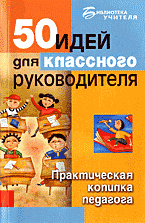 БИБЛИОТЕКА
УЧИТЕЛЯ
50 ИДЕЙ
для классного
руководителя
Практическая
копилка
педагога